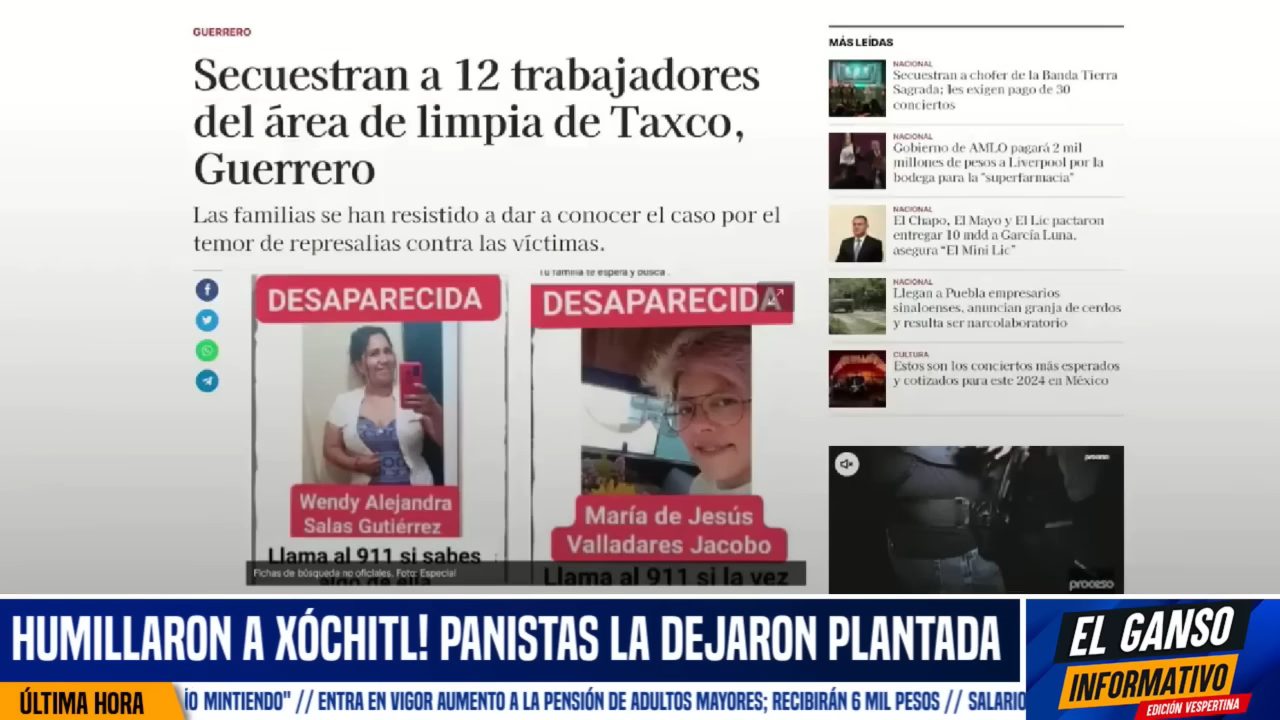 GUERRERO
Secuestran a 12 trabajadores
del área de limpia de Taxco,
Guerrero
Las familias se han resistido a dar a conocer el caso por el
temor de represalias contra las víctimas.
DESAPARECIDA
Wendy Alejandra
Salas Gutiérrez
Llama al 911 si sabes
Tu familia te espera y busca.
DESAPARECIDA
María de Jesús
Valladares Jacobo
Llama al 911 si la vez
Fichas de búsqueda no oficiales. Foto: Especial
MÁS LEÍDAS
NACIONAL
Secuestran a chofer de la Banda Tierra
Sagrada; les exigen pago de 30
conciertos
NACIONAL
Gobierno de AMLO pagará 2 mil
millones de pesos a Liverpool por la
bodega para la "superfarmacia"
NACIONAL
El Chapo, El Mayo y El Lic pactaron
entregar 10 mdd a García Luna,
asegura “El Mini Lic”
NACIONAL
Llegan a Puebla empresarios
sinaloenses, anuncian granja de cerdos
y resulta ser narcolaboratorio
CULTURA
Estos son los conciertos más esperados
y cotizados para este 2024 en México
proceso
proceso
HUMILLARON A XÓCHITL! PANISTAS LA DEJARON PLANTADA
EL GANSO
INFORMATIVO
EDICIÓN VESPERTINA
ÚLTIMA HORA
ÍO MINTIENDO" // ENTRA EN VIGOR AUMENTO A LA PENSIÓN DE ADULTOS MAYORES; RECIBIRÁN 6 MIL PESOS // SALARIO